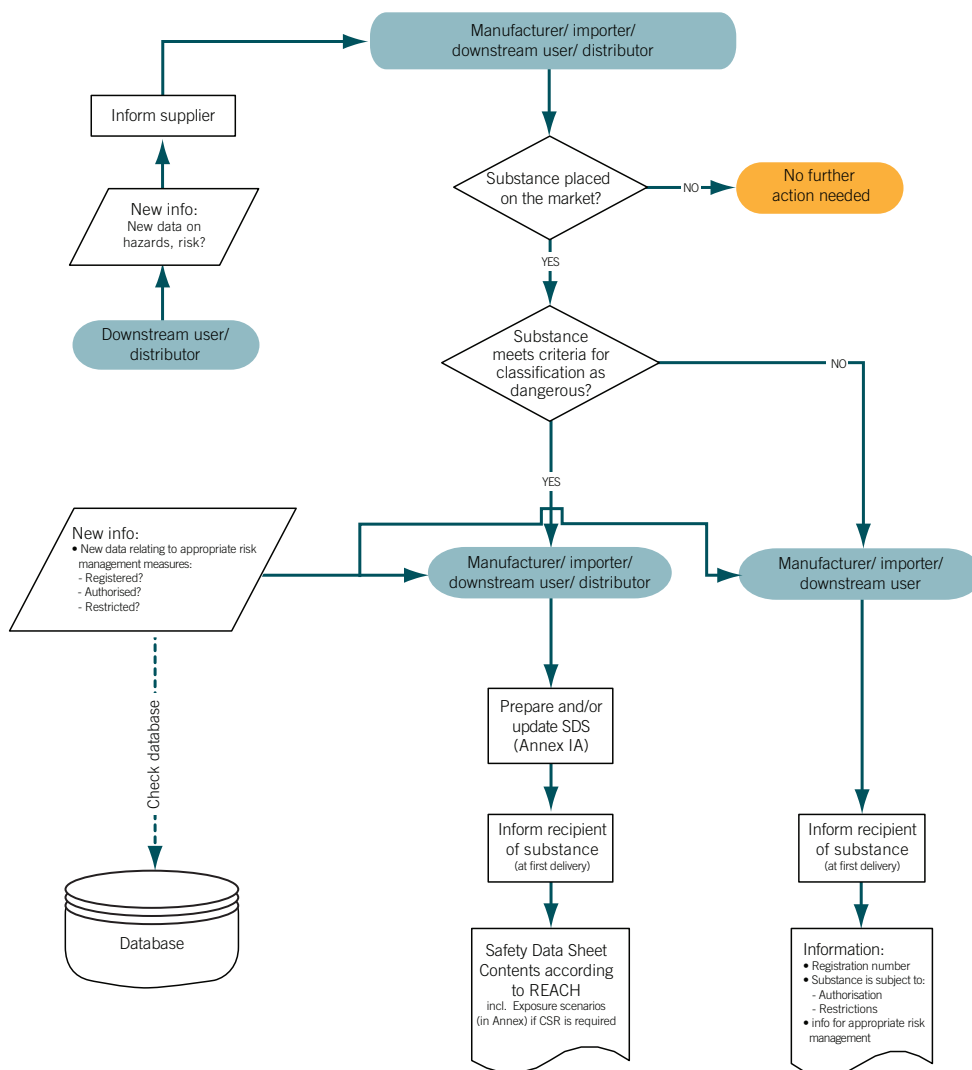 Manufacturer/ importer/
downstream user/ distributor
Inform supplier
Substance placed
on the market?
NO
No further
action needed
New info:
New data on
hazards, risk?
YES
Downstream user/
distributor
Substance
meets criteria for
classification as
dangerous?
NO
YES
New info:
• New data relating to appropriate risk
management measures:
- Registered?
- Authorised?
- Restricted?
Manufacturer/ importer/
downstream user/ distributor
Manufacturer/ importer/
downstream user
Check database
Prepare and/or
update SDS
(Annex IA)
Inform recipient
of substance
(at first delivery)
Inform recipient
of substance
(at first delivery)
Database
Safety Data Sheet
Contents according
to REACH
incl. Exposure scenarios
(in Annex) if CSR is required
Information:
• Registration number
• Substance is subject to:
- Authorisation
- Restrictions
• info for appropriate risk
management